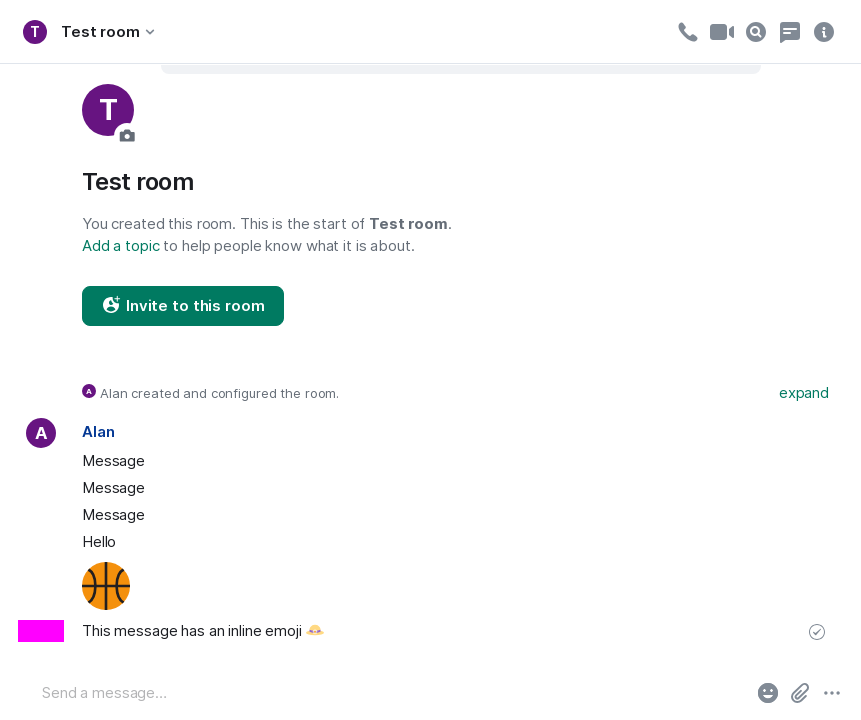 T Test room
T
Test room
You created this room. This is the start of Test room.
Add a topic to help people know what it is about.
Invite to this room
A Alan created and configured the room. expand
A Alan
Message
Message
Message
Hello
This message has an inline emoji 👒
Send a message…